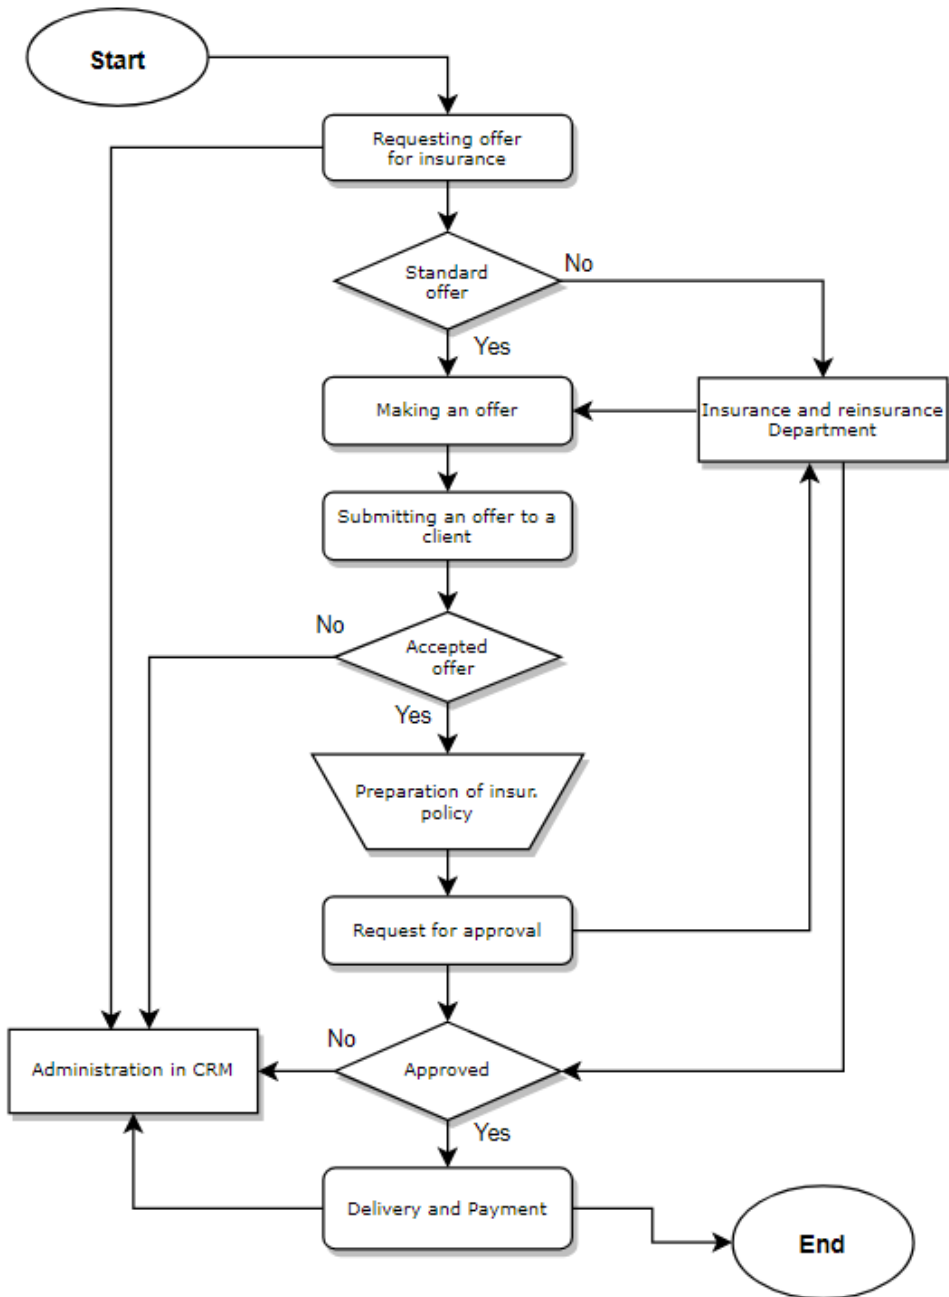 Start
Requesting offer
for insurance
Standard
offer
No
Yes
Making an offer
Insurance and reinsurance
Department
Submitting an offer to a
client
No
Accepted
offer
Yes
Preparation of insur.
policy
Request for approval
No
Administration in CRM
Approved
Yes
Delivery and Payment
End